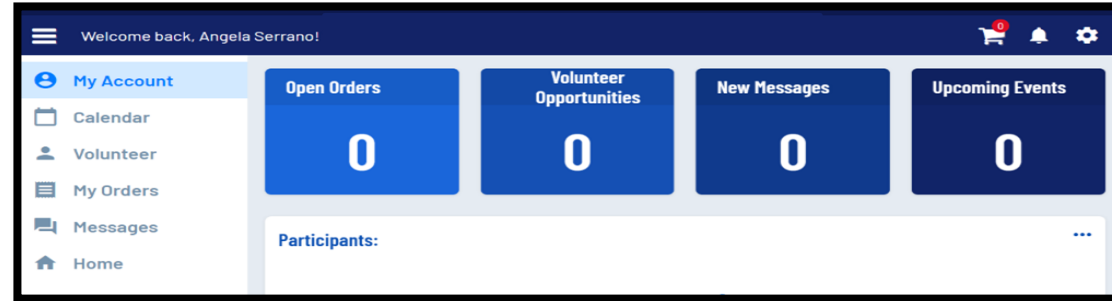 Welcome back, Angela Serrano!
0
My Account
Calendar
Volunteer
My Orders
Messages
Home
Open Orders
0
Volunteer
Opportunities
0
New Messages
0
Upcoming Events
0
Participants: